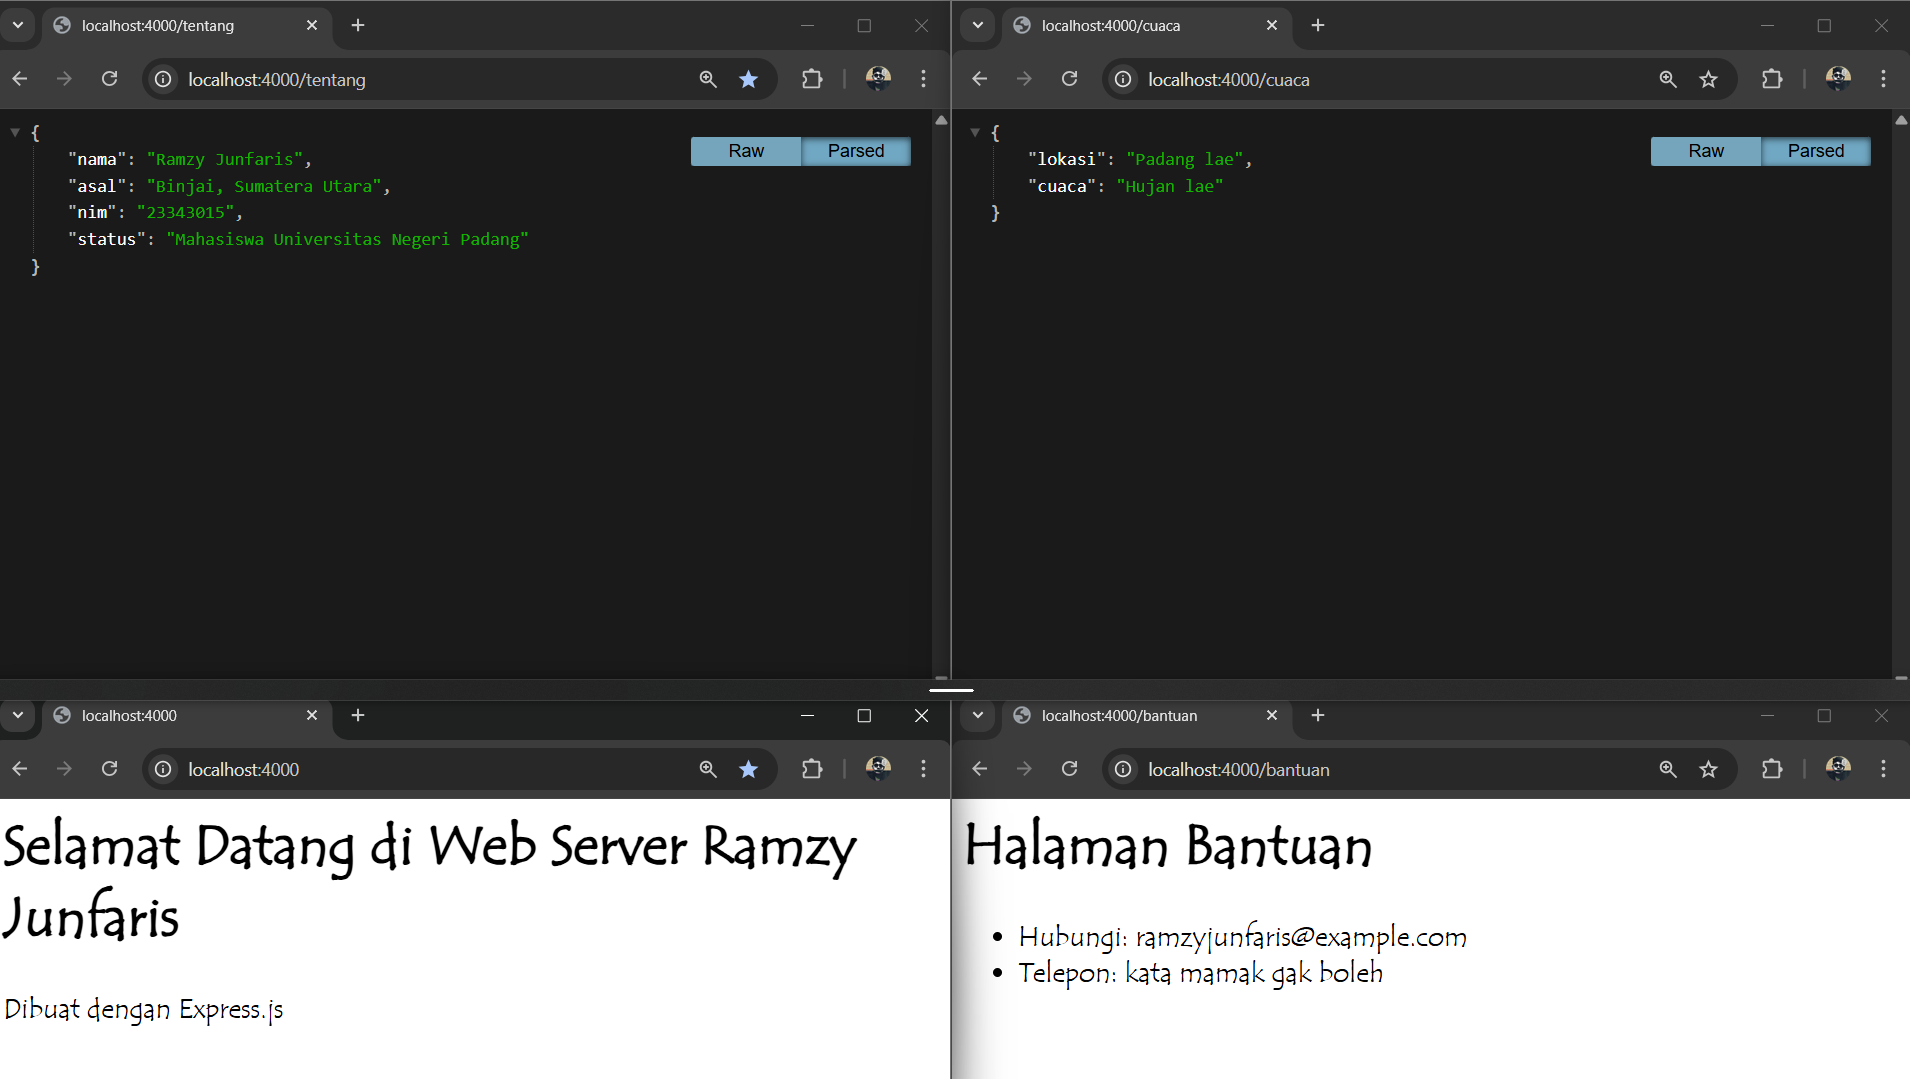 localhost:4000/tentang
localhost:4000/tentang
{
"nama": "Ramzy Junfaris",
"asal": "Binjai, Sumatera Utara",
"nim": "23343015",
"status": "Mahasiswa Universitas Negeri Padang"
}
Raw Parsed
localhost:4000/cuaca
localhost:4000/cuaca
{
"lokasi": "Padang lae",
"cuaca": "Hujan lae"
}
Raw Parsed
localhost:4000
localhost:4000
Selamat Datang di Web Server Ramzy
Junfaris
Dibuat dengan Express.js
localhost:4000/bantuan
localhost:4000/bantuan
Halaman Bantuan
• Hubungi: ramzyjunfaris@example.com
• Telepon: kata mamak gak boleh